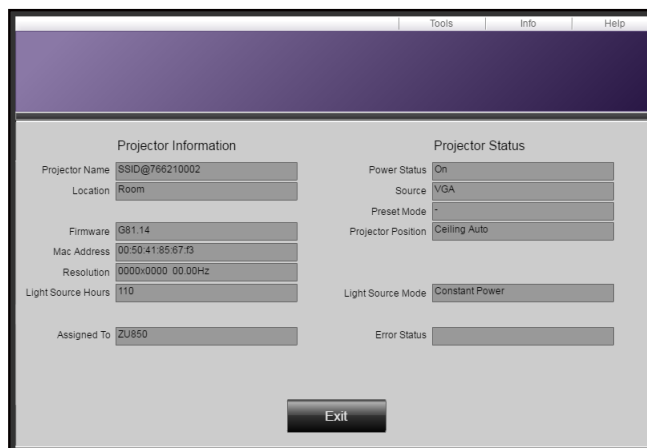 Tools Info Help
Projector Information
Projector Name SSID@766210002
Location Room
Firmware G81.14
Mac Address 00:50:41:85:67:f3
Resolution 0000x0000 00.00Hz
Light Source Hours 110
Assigned To ZU850
Projector Status
Power Status On
Source VGA
Preset Mode -
Projector Position Ceiling Auto
Light Source Mode Constant Power
Error Status
Exit